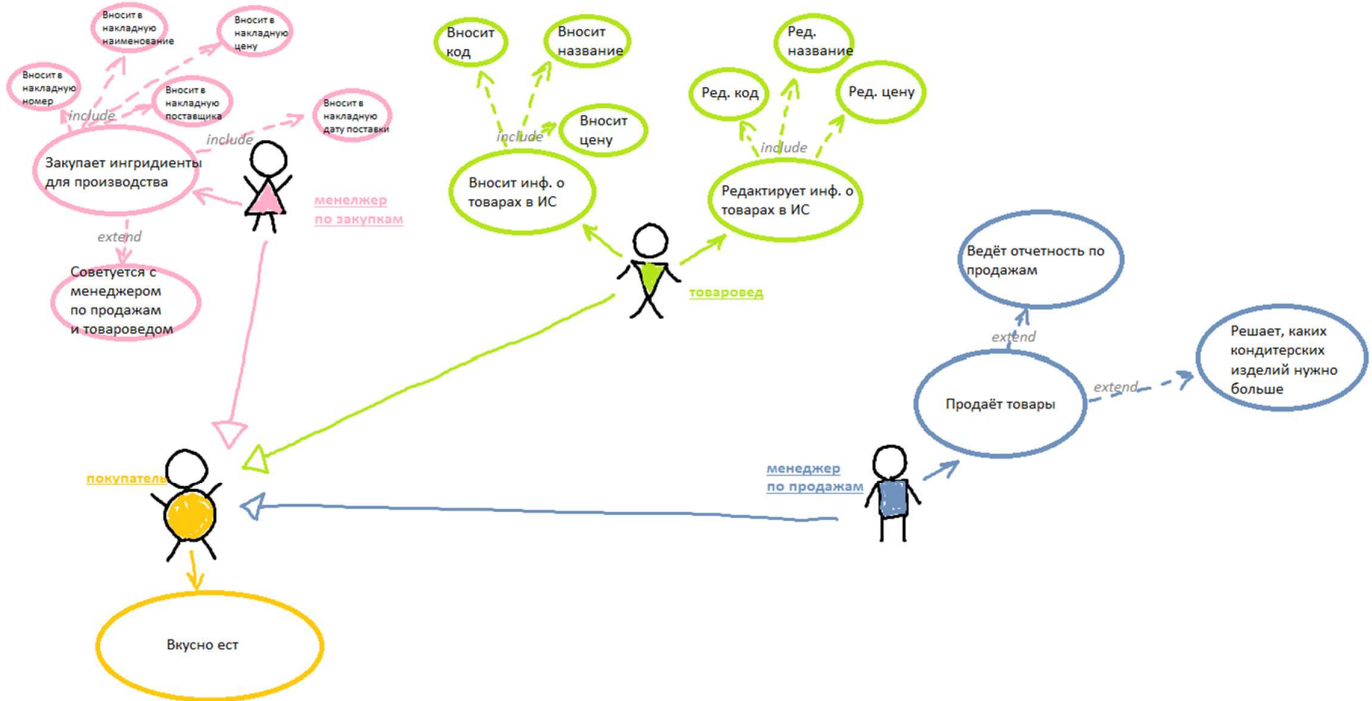 Вносит в
накладную
наименование
Вносит в
накладную
цену
Вносит в
накладную
номер
Вносит в
накладную
поставщика
Вносит в
накладную
дату поставки
include
include
Закупает ингридиенты
для производства
менелжер
по закупкам
extend
Советуется с
менеджером
по продажам
и товароведом
Вносит
код
Вносит
название
Вносит
цену
include
Вносит инф. о
товарах в ИС
Ред.
название
Ред. код
Ред. цену
include
Редактирует инф. о
товарах в ИС
товаровед
Ведёт отчетность по
продажам
extend
Решает, каких
кондитерских
изделий нужно
больше
extend
Продаёт товары
менеджер
по продажам
покупатель
Вкусно ест